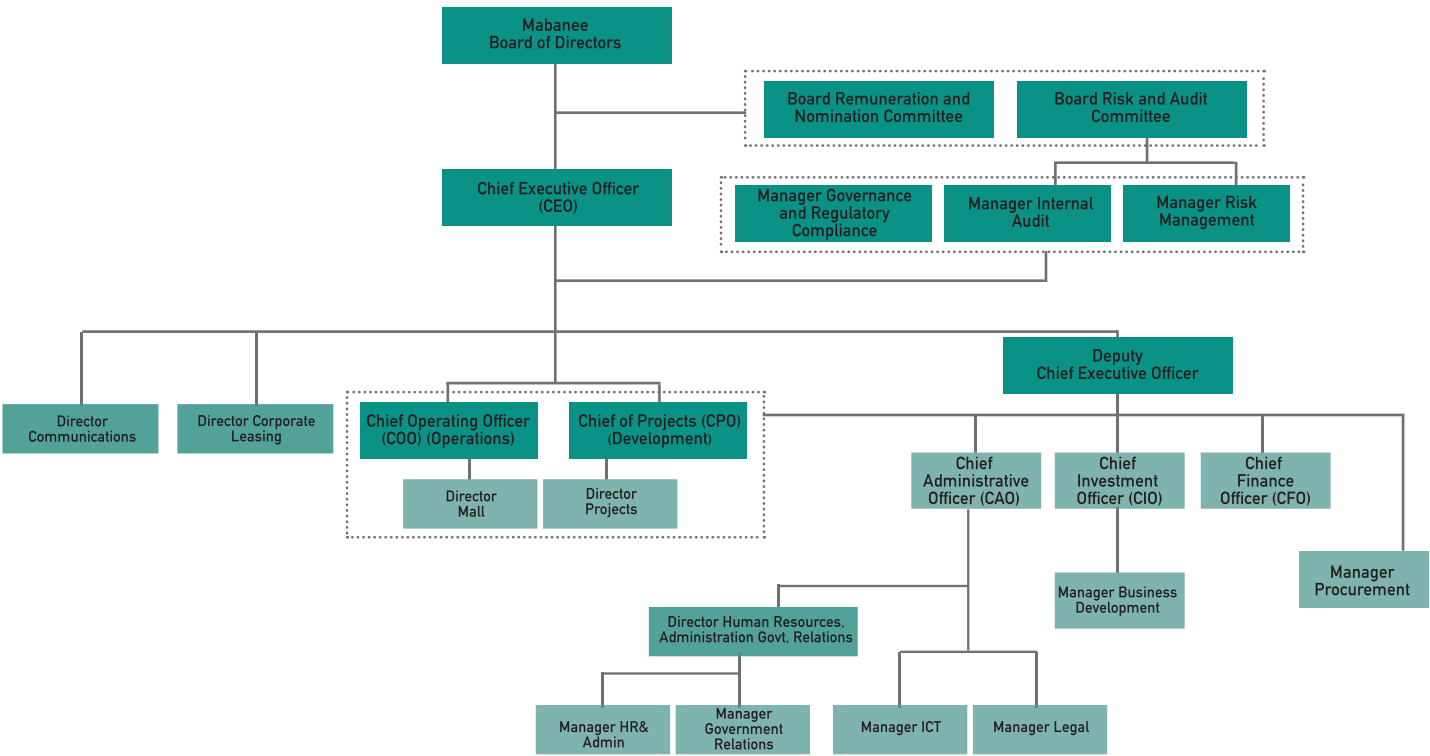 Mabanee
Board of Directors
Board Remuneration and
Nomination Committee
Board Risk and Audit
Committee
Chief Executive Officer
(CEO)
Manager Governance
and Regulatory
Compliance
Manager Internal
Audit
Manager Risk
Management
Deputy
Chief Executive Officer
Director
Communications
Director Corporate
Leasing
Chief Operating Officer
(COO) (Operations)
Chief of Projects (CPO)
(Development)
Director
Mall
Director
Projects
Chief
Administrative
Officer (CAO)
Chief
Investment
Officer (CIO)
Chief
Finance
Officer (CFO)
Manager
Procurement
Manager Business
Development
Director Human Resources,
Administration Govt, Relations
Manager HR&
Admin
Manager
Government
Relations
Manager ICT
Manager Legal